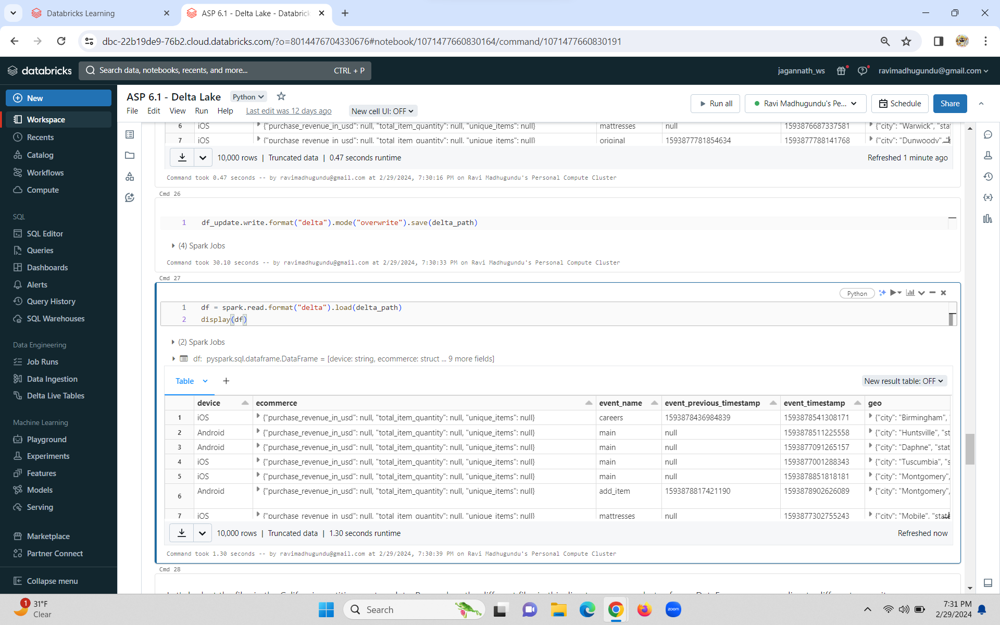 Databricks Learning
ASP 6.1 - Delta Lake - Databrick
dbc-22b19de9-76b2.cloud.databricks.com/?o=8014476704330676#notebook/1071477660830164/command/1071477660830191
databricks
Search data, notebooks, recents, and more...
CTRL + P
jagannath_ws
ravimadhugundu@gmail.com
New
Workspace
Recents
Catalog
Workflows
Compute
SQL
SQL Editor
Queries
Dashboards
Alerts
Query History
SQL Warehouses
Data Engineering
Job Runs
Data Ingestion
Delta Live Tables
Machine Learning
Playground
Experiments
Features
Models
Serving
Marketplace
Partner Connect
Collapse menu
ASP 6.1 - Delta Lake Python
File Edit View Run Help Last edit was 12 days ago New cell UI: OFF
Run all Ravi Madhugundu's Pe... Schedule Share
6 iOS {"purchase_revenue_in_usd": null, "total_item_quantity": null, "unique_items": null} mattresses null 1593876687337581 {"city": "Warwick", "stat
7 iOS {"purchase_revenue_in_usd": null, "total_item_quantity": null, "unique_items": null} original 1593877781854634 1593877788141768 {"city": "Dunwoody",
10,000 rows | Truncated data | 0.47 seconds runtime Refreshed 1 minute ago
Command took 0.47 seconds -- by ravimadhugundu@gmail.com at 2/29/2024, 7:30:16 PM on Ravi Madhugundu's Personal Compute Cluster
Cmd 26
1 df_update.write.format("delta").mode("overwrite").save(delta_path)
(4) Spark Jobs
Command took 30.10 seconds -- by ravimadhugundu@gmail.com at 2/29/2024, 7:30:33 PM on Ravi Madhugundu's Personal Compute Cluster
Cmd 27
Python
1 df = spark.read.format("delta").load(delta_path)
2 display(df)
(2) Spark Jobs
df: pyspark.sql.dataframe.DataFrame = [device: string, ecommerce: struct ... 9 more fields]
Table + New result table: OFF
device ecommerce event_name event_previous_timestamp event_timestamp geo
1 iOS {"purchase_revenue_in_usd": null, "total_item_quantity": null, "unique_items": null} careers 1593878436984839 1593878541308171 {"city": "Birmingham",
2 Android {"purchase_revenue_in_usd": null, "total_item_quantity": null, "unique_items": null} main null 1593878511225558 {"city": "Huntsville", "st
3 Android {"purchase_revenue_in_usd": null, "total_item_quantity": null, "unique_items": null} main null 1593877091265157 {"city": "Daphne", "stat
4 iOS {"purchase_revenue_in_usd": null, "total_item_quantity": null, "unique_items": null} main null 1593877001288343 {"city": "Tuscumbia", "s
5 iOS {"purchase_revenue_in_usd": null, "total_item_quantity": null, "unique_items": null} main null 1593878851818181 {"city": "Montgomery",
6 Android {"purchase_revenue_in_usd": null, "total_item_quantity": null, "unique_items": null} add_item 1593878817421190 1593878902626089 {"city": "Montgomery",
7 iOS {"purchase_revenue_in_usd": null, "total_item_quantity": null, "unique_items": null} mattresses null 1593877302755243 {"city": "Mobile", "state
10,000 rows | Truncated data | 1.30 seconds runtime Refreshed now
Command took 1.30 seconds -- by ravimadhugundu@gmail.com at 2/29/2024, 7:30:39 PM on Ravi Madhugundu's Personal Compute Cluster
Cmd 28
1
31°F
Clear
Search
zoom
7:31 PM
2/29/2024